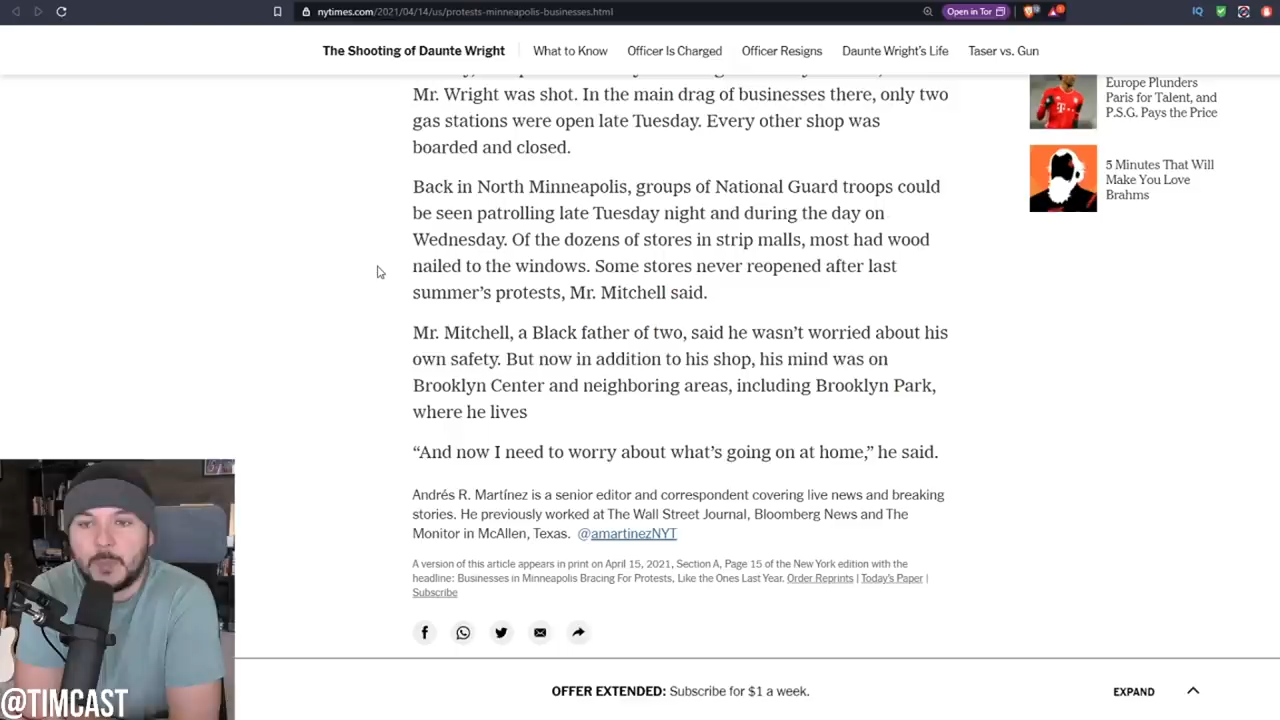 nytimes.com/2021/04/14/us/protests-minneapolis-businesses.html
Open in Tor
The Shooting of Daunte Wright
What to Know
Officer Is Charged
Officer Resigns
Daunte Wright's Life
Taser vs. Gun
Mr. Wright was shot. In the main drag of businesses there, only two
gas stations were open late Tuesday. Every other shop was
boarded and closed.
Back in North Minneapolis, groups of National Guard troops could
be seen patrolling late Tuesday night and during the day on
Wednesday. Of the dozens of stores in strip malls, most had wood
nailed to the windows. Some stores never reopened after last
summer's protests, Mr. Mitchell said.
Mr. Mitchell, a Black father of two, said he wasn't worried about his
own safety. But now in addition to his shop, his mind was on
Brooklyn Center and neighboring areas, including Brooklyn Park,
where he lives
“And now I need to worry about what's going on at home,” he said.
Andrés R. Martínez is a senior editor and correspondent covering live news and breaking
stories. He previously worked at The Wall Street Journal, Bloomberg News and The
Monitor in McAllen, Texas. @amartinezNYT
A version of this article appears in print on April 15, 2021, Section A, Page 15 of the New York edition with the
headline: Businesses in Minneapolis Bracing For Protests, Like the Ones Last Year. Order Reprints | Today's Paper |
Subscribe
Europe Plunders
Paris for Talent, and
P.S.G. Pays the Price
5 Minutes That Will
Make You Love
Brahms
@TIMCAST
OFFER EXTENDED: Subscribe for $1 a week.
EXPAND